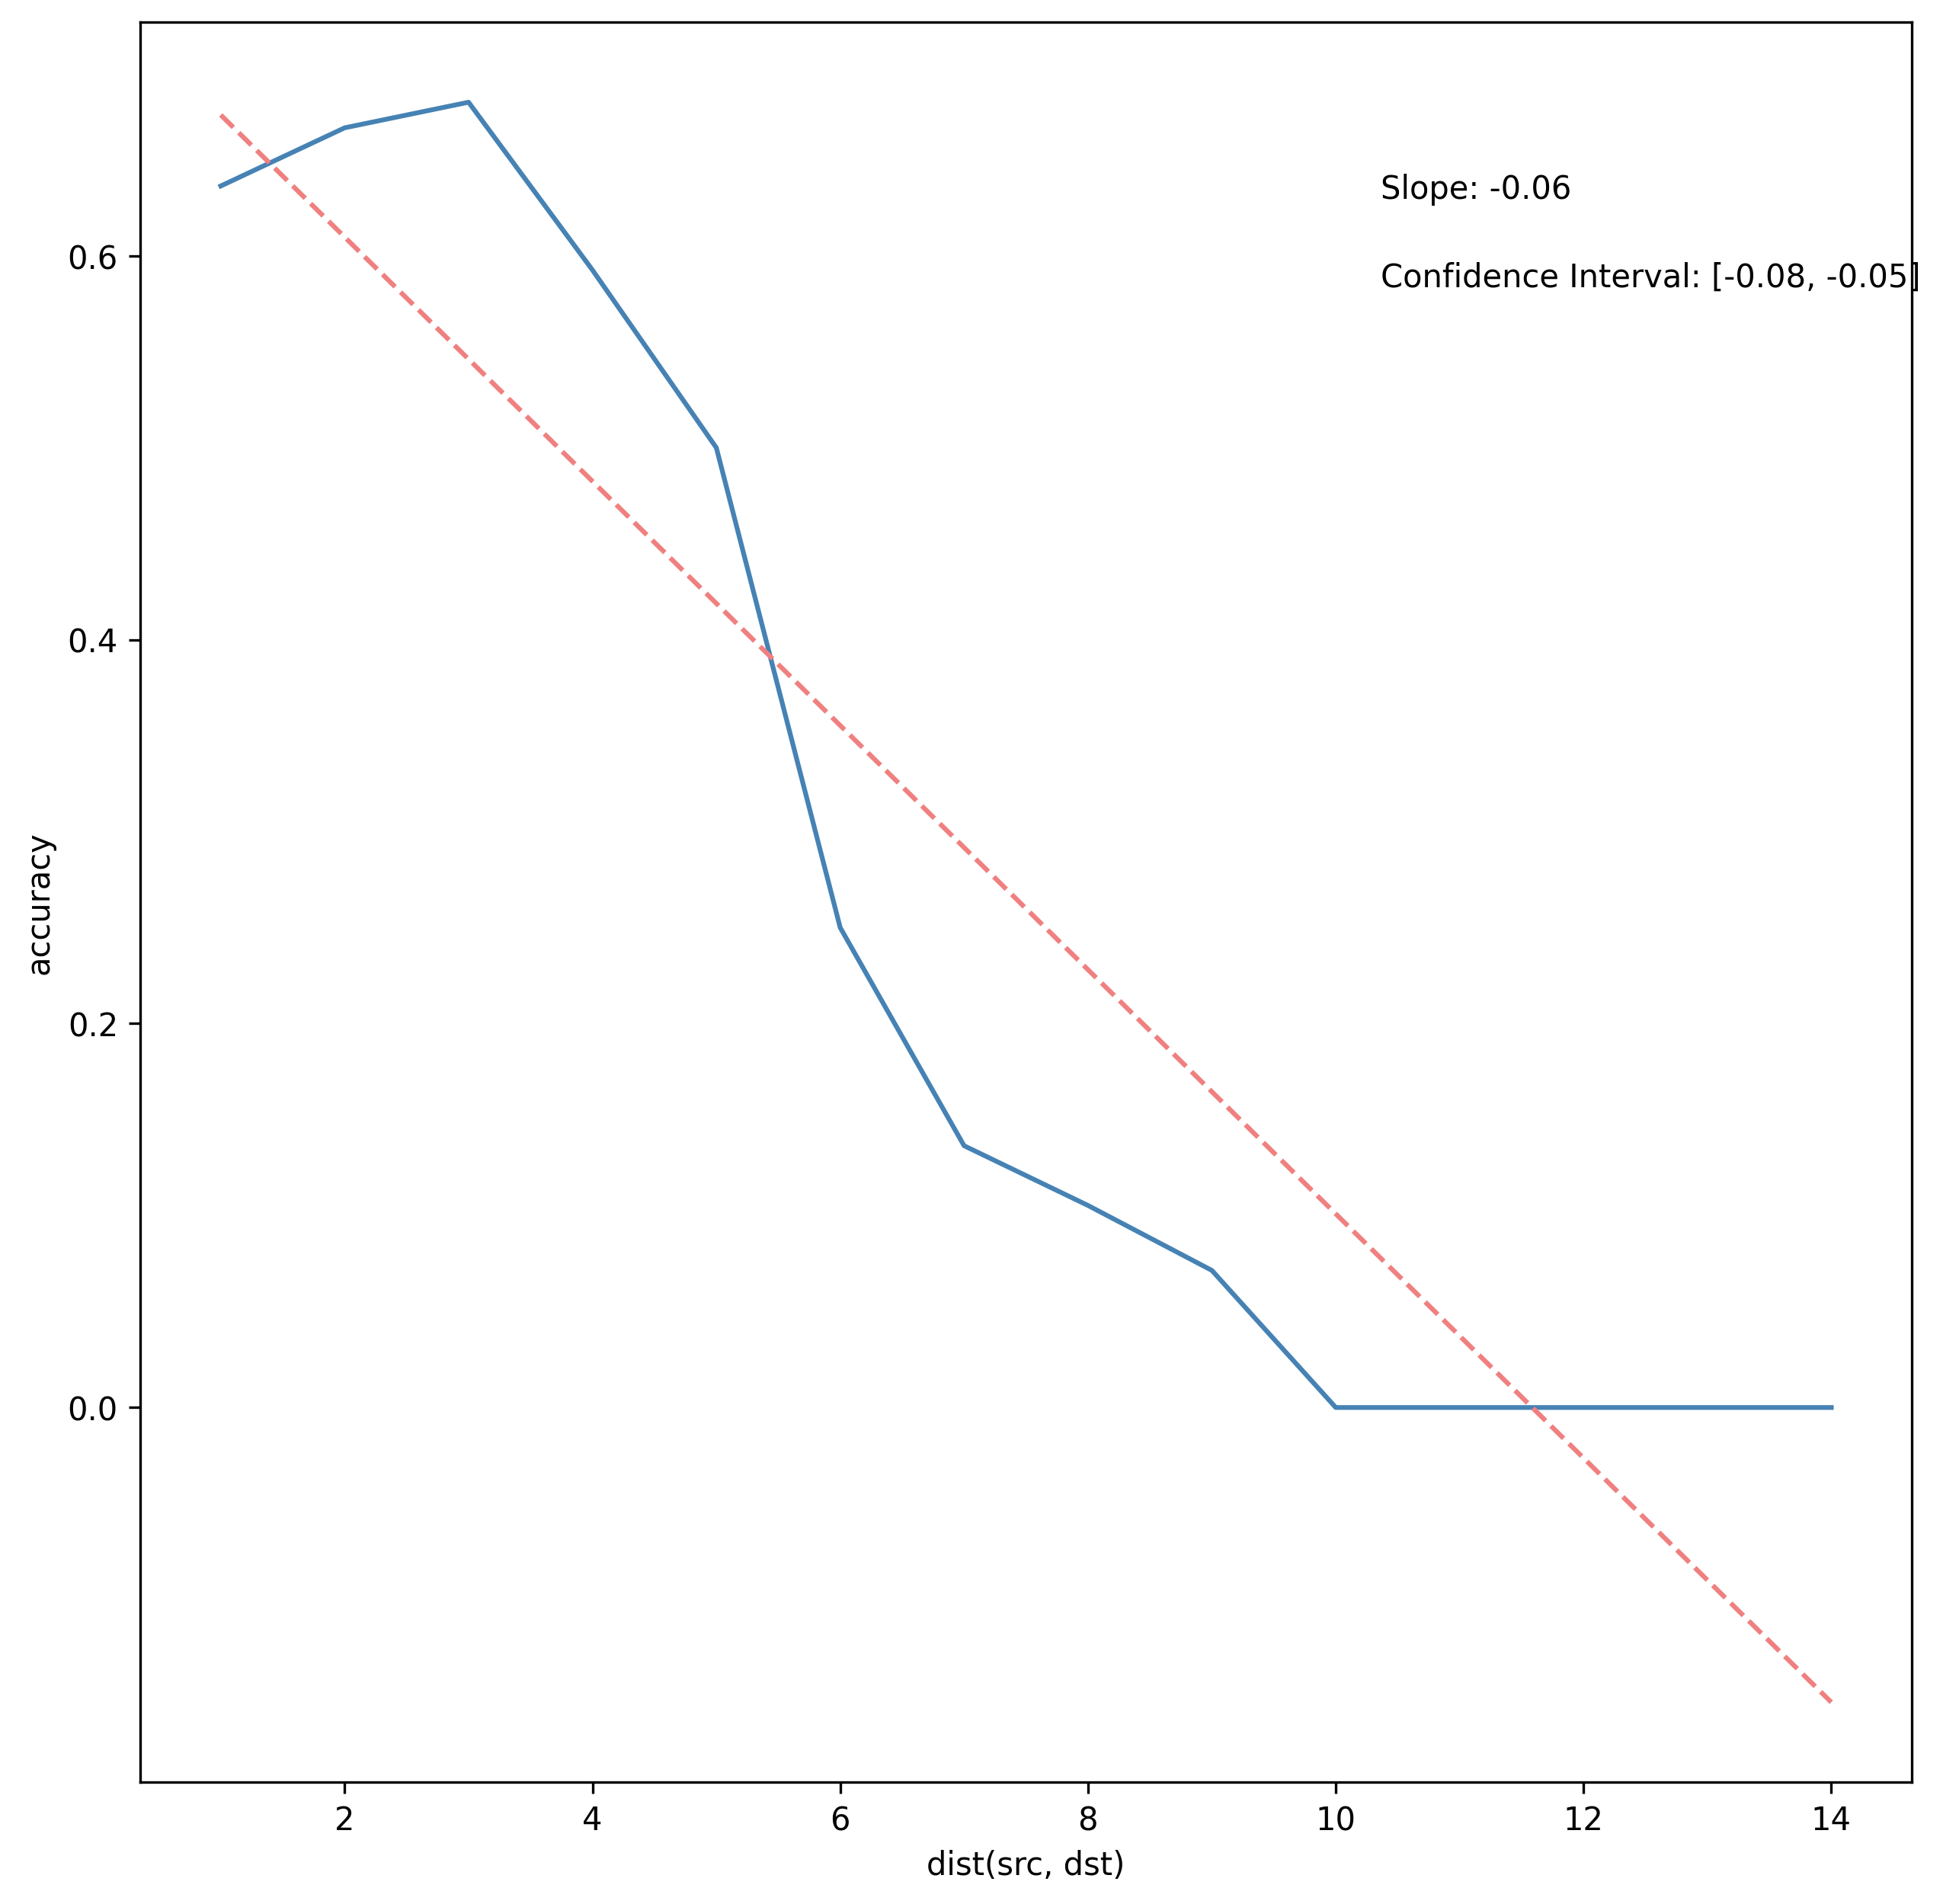 Slope: -0.06
Confidence Interval: [-0.08, -0.05]
0.6
0.4
0.2
0.0
accuracy
2 4 6 8 10 12 14
dist(src, dst)